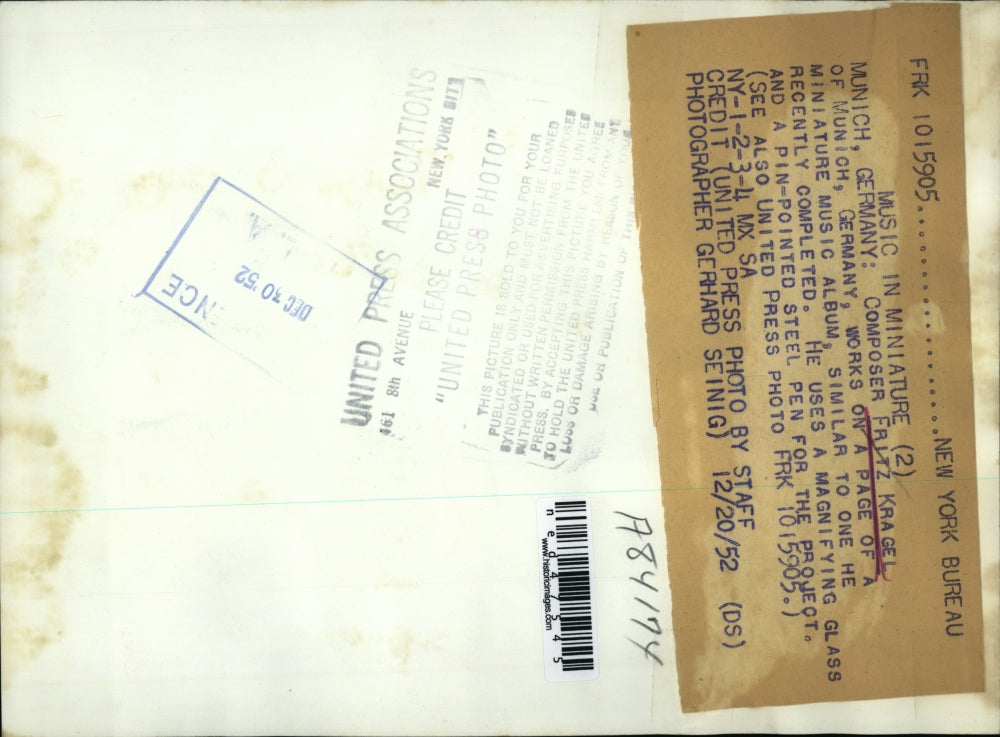 FRK 1015905....................NEW YORK BUREAU
MUSIC IN MINIATURE (2)
MUNICH, GERMANY: COMPOSER FRITZ KRAGEL
OF MUNICH, GERMANY, WORKS ON A PAGE OF A
MINIATURE MUSIC ALBUM, SIMILAR TO ONE HE
RECENTLY COMPLETED. HE USES A MAGNIFYING GLASS
AND A PIN-POINTED STEEL PEN FOR THE PROJECT.
(SEE ALSO UNITED PRESS PHOTO FRK 1015905.)
NY-1-2-3-4 MX SA
CREDIT (UNITED PRESS PHOTO BY STAFF
PHOTOGRAPHER GERHARD SEINIG) 12/20/52 (DS)
UNITED PRESS ASSOCIATIONS
461 8th AVENUE NEW YORK CITY
PLEASE CREDIT
"UNITED PRESS PHOTO"
THIS PICTURE IS SOLD TO YOU FOR YOUR
PUBLICATION ONLY AND MUST NOT BE LOANED
SYNDICATED OR USED FOR ADVERTISING PURPOSES
WITHOUT WRITTEN PERMISSION FROM THE UNITED
PRESS. BY ACCEPTING THIS PICTURE YOU AGREE
TO HOLD THE UNITED PRESS HARMLESS FROM ANY
LOSS OR DAMAGE ARISING BY REASON OF YOUR
USE OR PUBLICATION OF THIS
L.A.
DEC 30 '52
NCE
A84174
ned47545
www.historicimages.com